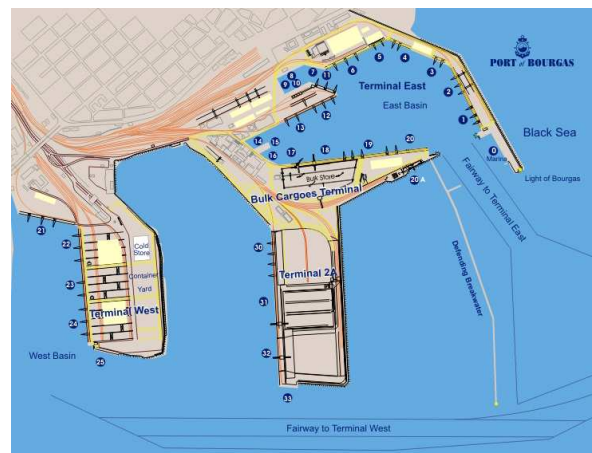 PORT of BOURGAS
8
7
11
9
10
6
5
4
3
2
1
0
Marina
Terminal East
East Basin
12
13
Black Sea
Light of Bourgas
14
15
16
17
18
19
20
20 A
Bulk Store
Bulk Cargoes Terminal
Fairway to Terminal East
Defending Breakwater
21
22
23
24
25
Cold
Store
Container
Yard
Terminal West
West Basin
30
31
32
33
Terminal 2A
Fairway to Terminal West